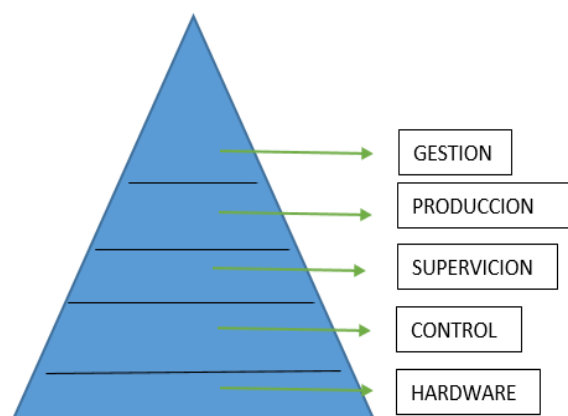 GESTION
PRODUCCION
SUPERVICION
CONTROL
HARDWARE